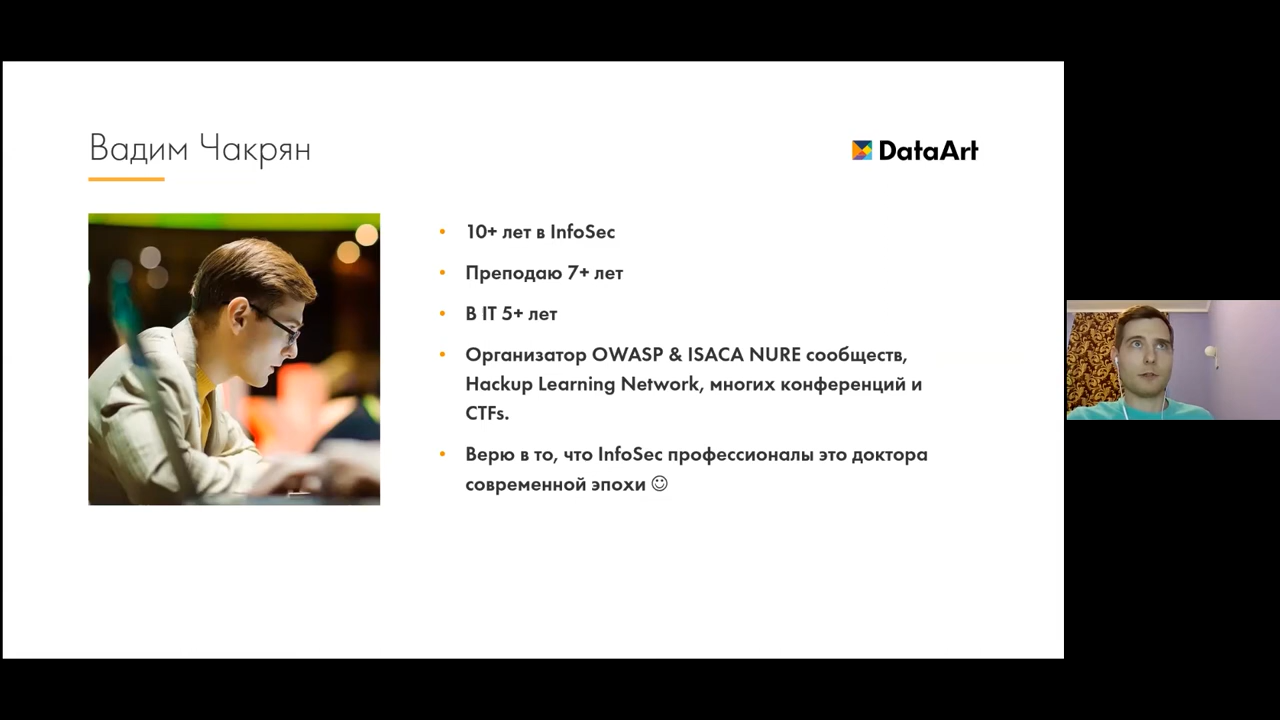 Вадим Чакрян
DataArt
10+ лет в InfoSec
Преподаю 7+ лет
В IT 5+ лет
Организатор OWASP & ISACA NURE сообществ,
Hackup Learning Network, многих конференций и
CTFs.
Верю в то, что InfoSec профессионалы это доктора
современной эпохи ☺